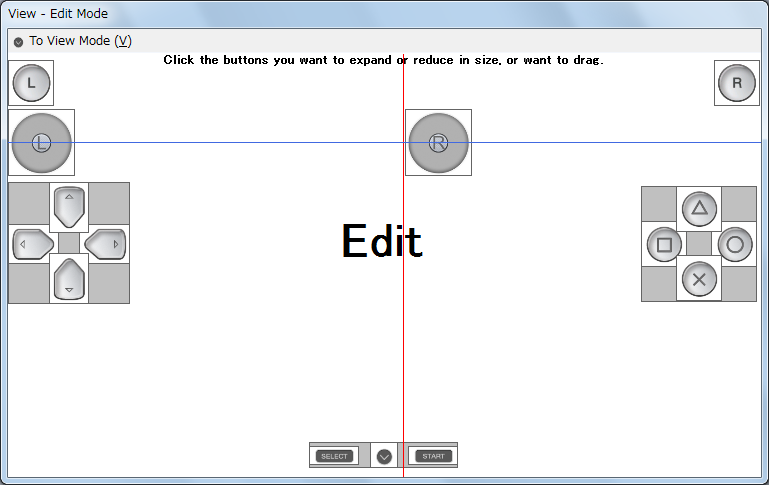 View - Edit Mode
To View Mode (V)
Click the buttons you want to expand or reduce in size, or want to drag.
L
R
L
R
Edit
SELECT
START